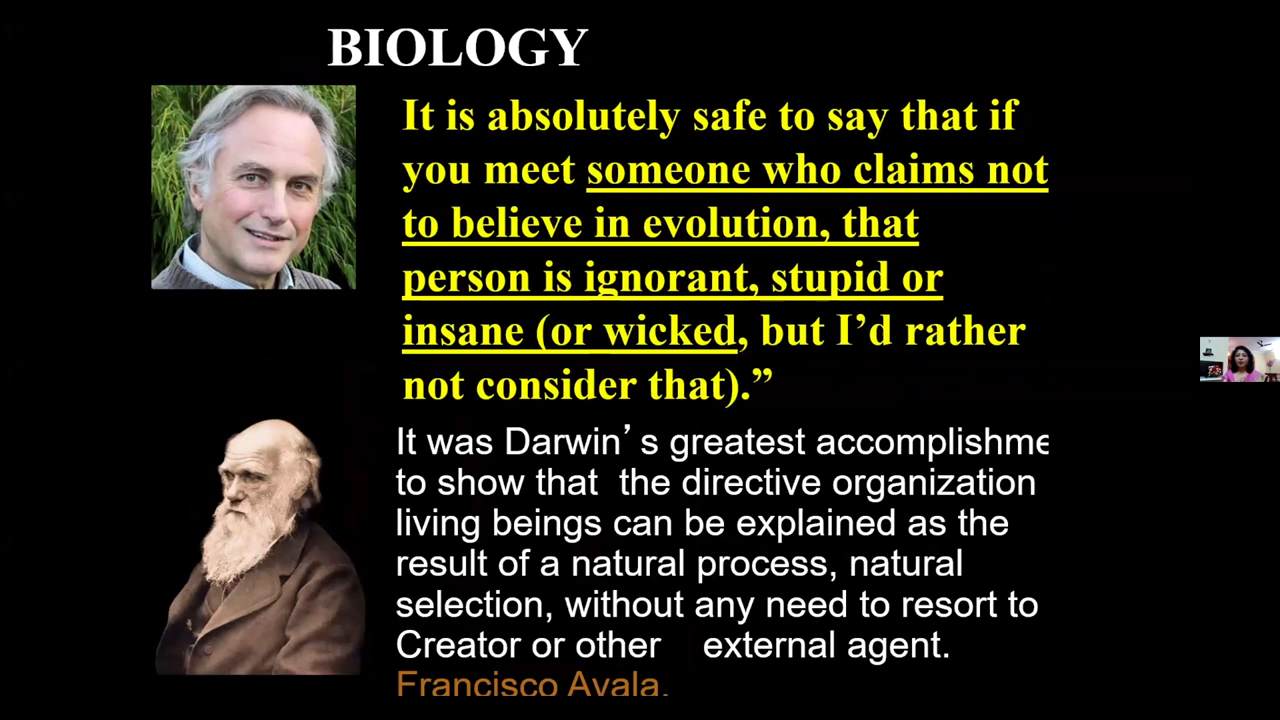 BIOLOGY
It is absolutely safe to say that if
you meet someone who claims not
to believe in evolution, that
person is ignorant, stupid or
insane (or wicked, but I’d rather
not consider that).”
It was Darwin’s greatest accomplishme
to show that the directive organization
living beings can be explained as the
result of a natural process, natural
selection, without any need to resort to
Creator or other external agent.
Francisco Ayala.